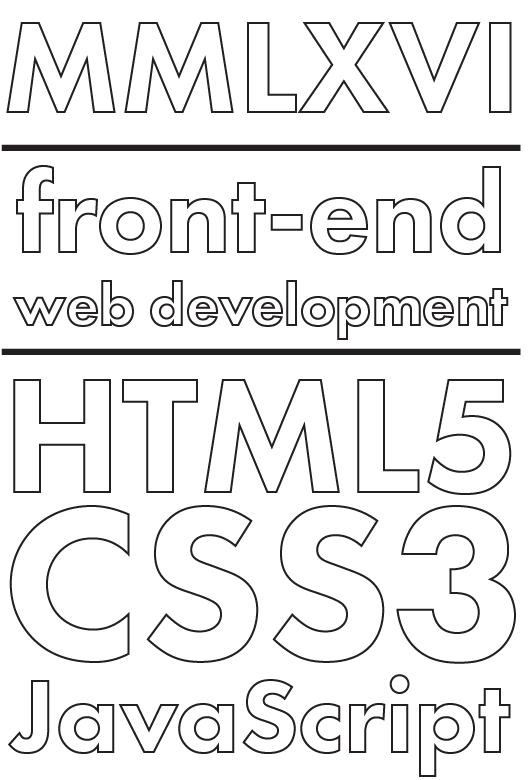 MMLXVI
front-end
web development
HTML5
CSS3
JavaScript